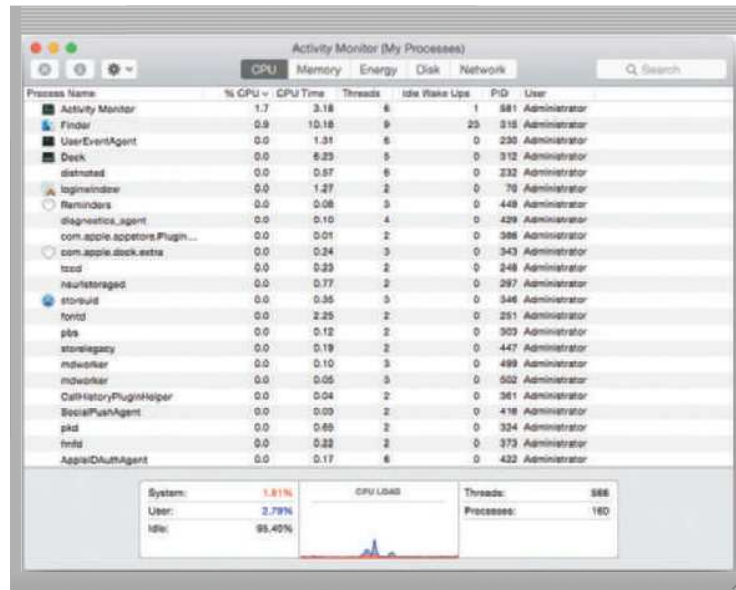 Activity Monitor (My Processes)
CPU Memory Energy Disk Network Search
Process Name % CPU CPU Time Threads Idle Wake Ups PID User
Activity Monitor 1.7 3.18 6 1 581 Administrator
Finder 0.9 10.18 9 23 315 Administrator
UserEventAgent 0.0 1.31 6 0 230 Administrator
Dock 0.0 6.23 5 0 312 Administrator
distnoted 0.0 0.57 6 0 232 Administrator
loginwindow 0.0 1.27 2 0 70 Administrator
Reminders 0.0 0.08 3 0 449 Administrator
diagnostics_agent 0.0 0.10 4 0 429 Administrator
com.apple.appstore.Plugin... 0.0 0.01 2 0 386 Administrator
com.apple.dock.extra 0.0 0.24 3 0 343 Administrator
tccd 0.0 0.23 2 0 248 Administrator
nsurlstoraged 0.0 0.77 2 0 297 Administrator
storeuid 0.0 0.35 3 0 346 Administrator
fontd 0.0 2.25 2 0 251 Administrator
pbs 0.0 0.12 2 0 303 Administrator
storelegacy 0.0 0.19 2 0 447 Administrator
mdworker 0.0 0.10 3 0 499 Administrator
mdworker 0.0 0.05 3 0 502 Administrator
CallHistoryPluginHelper 0.0 0.04 2 0 361 Administrator
SocialPushAgent 0.0 0.03 2 0 418 Administrator
pkd 0.0 0.69 2 0 324 Administrator
fmfd 0.0 0.22 2 0 373 Administrator
AppleIDAuthAgent 0.0 0.17 6 0 422 Administrator
System: 1.81% CPU LOAD Threads: 566
User: 2.79% Processes: 160
Idle: 95.40%